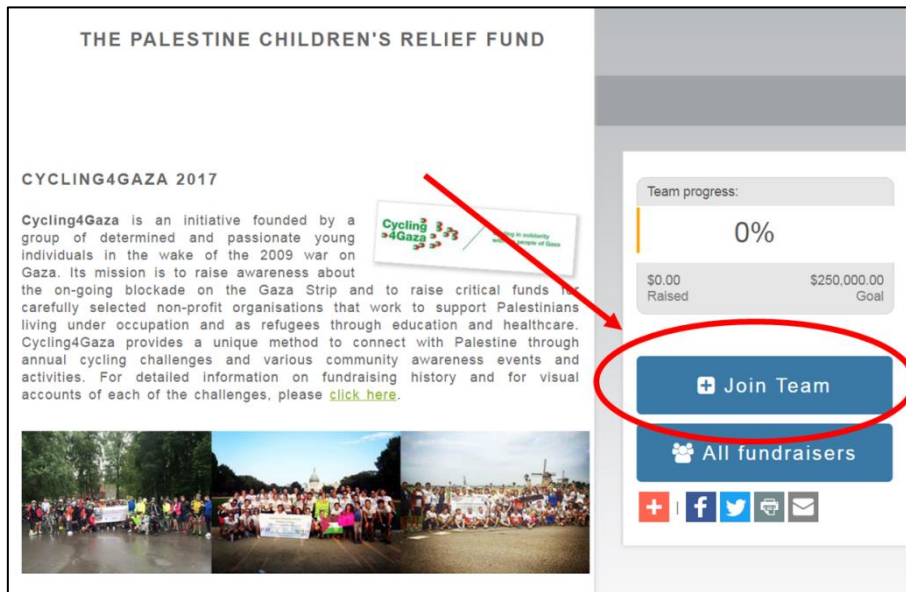 THE PALESTINE CHILDREN'S RELIEF FUND
CYCLING4GAZA 2017
Cycling4Gaza is an initiative founded by a
group of determined and passionate young
individuals in the wake of the 2009 war on
Gaza. Its mission is to raise awareness about
the on-going blockade on the Gaza Strip and to raise critical funds for
carefully selected non-profit organisations that work to support Palestinians
living under occupation and as refugees through education and healthcare.
Cycling4Gaza provides a unique method to connect with Palestine through
annual cycling challenges and various community awareness events and
activities. For detailed information on fundraising history and for visual
accounts of each of the challenges, please click here.
Cycling
4Gaza
in solidarity
people of Gaza
Team progress:
0%
$0.00 $250,000.00
Raised Goal
Join Team
All fundraisers